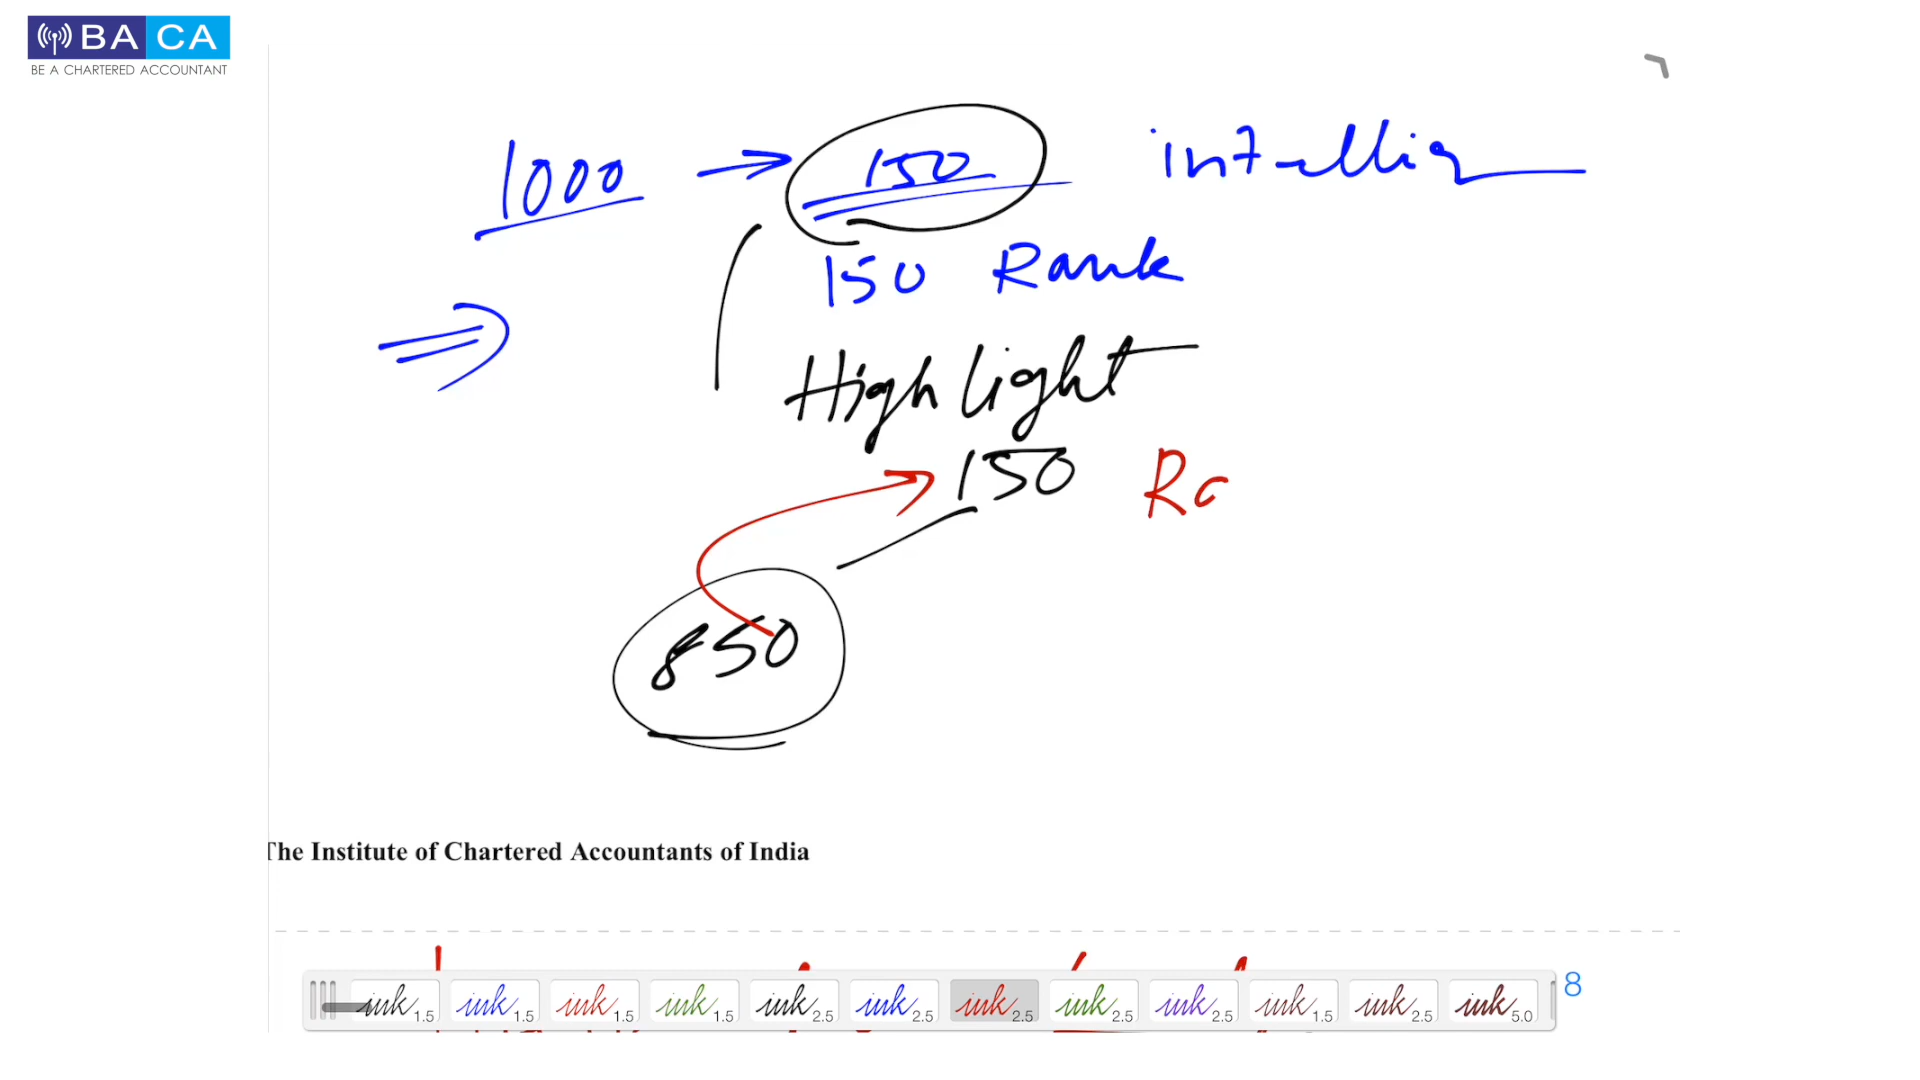 BA CA
BE A CHARTERED ACCOUNTANT
1000 → 150
150 Rank
⇒
Highlight
150 Ra
850
The Institute of Chartered Accountants of India
ink 1.5 ink 1.5 ink 1.5 ink 1.5 ink 2.5 ink 2.5 ink 2.5 ink 2.5 ink 2.5 ink 1.5 ink 2.5 ink 5.0
8